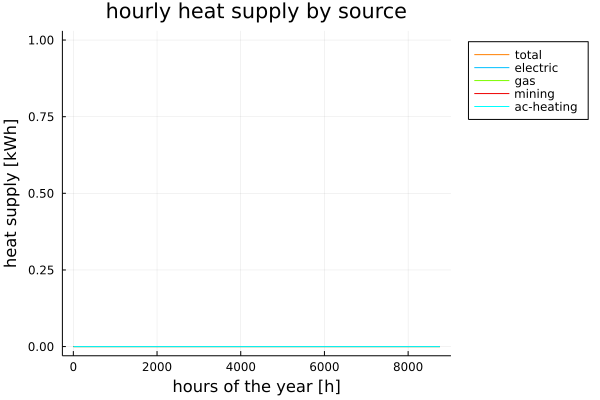 hourly heat supply by source
total
electric
gas
mining
ac-heating
heat supply [kWh]
1.00
0.75
0.50
0.25
0.00
0 2000 4000 6000 8000
hours of the year [h]